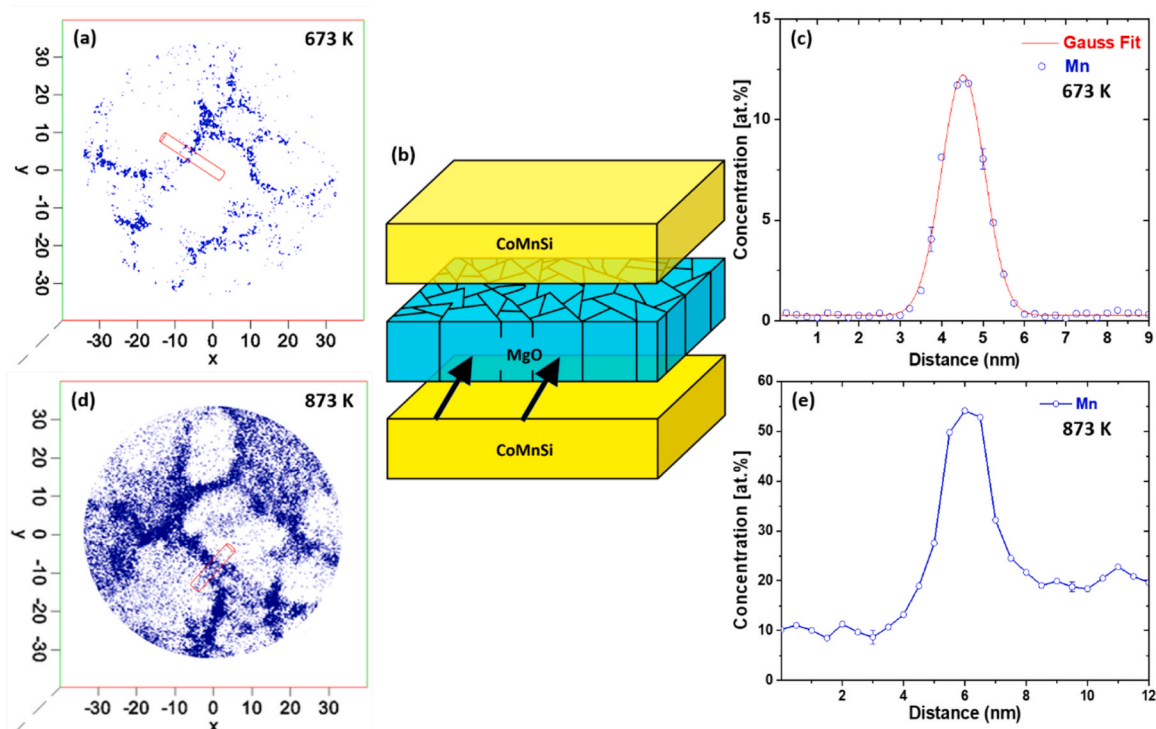 (a) 673 K
30
20
10
0
-10
-20
-30
y
-30 -20 -10 0 10 20 30
x
(b)
CoMnSi
MgO
CoMnSi
(c)
Gauss Fit
Mn
673 K
Concentration [at.%]
15
10
5
0
1 2 3 4 5 6 7 8 9
Distance (nm)
(d) 873 K
30
20
10
0
-10
-20
-30
y
-30 -20 -10 0 10 20 30
x
(e)
Mn
873 K
Concentration [at.%]
60
50
40
30
20
10
0
2 4 6 8 10 12
Distance (nm)